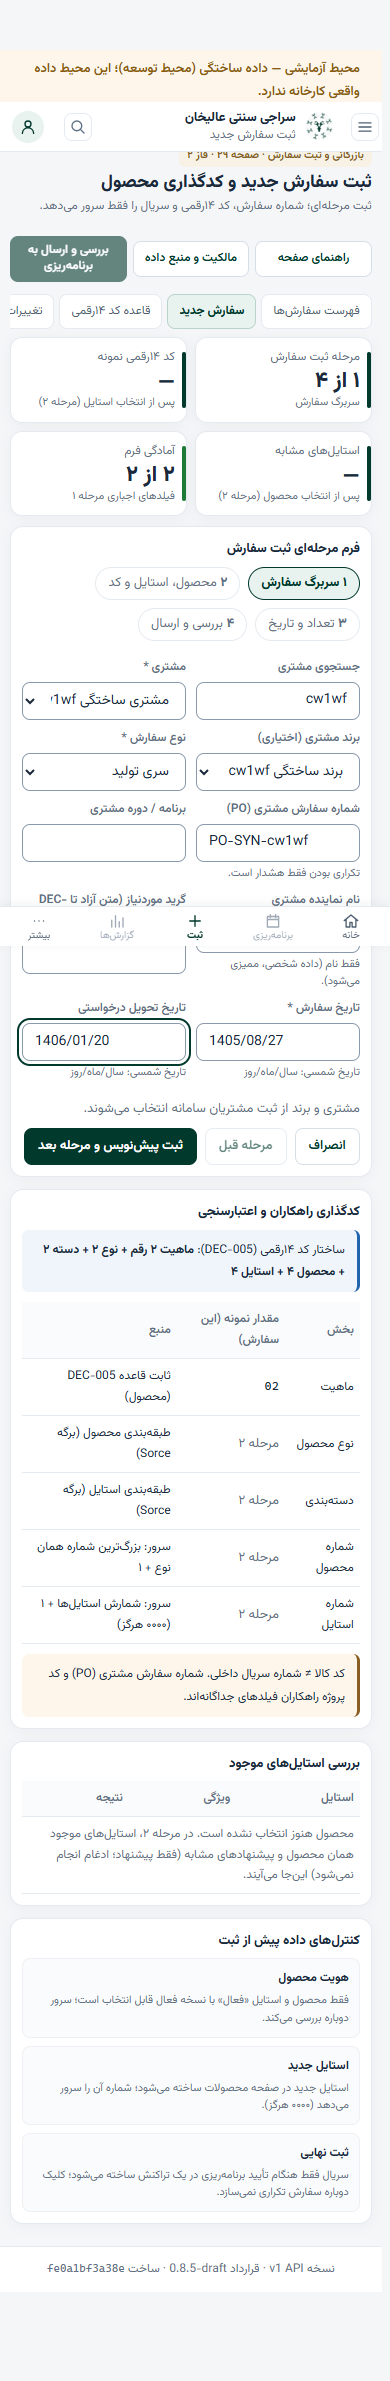 محیط آزمایشی — داده ساختگی (محیط توسعه)؛ این محیط داده
واقعی کارخانه ندارد.
سراجی سنتی عالیخان
ثبت سفارش جدید
بازرگانی و ثبت سفارش · صفحه ۲۹ · فاز ۲
ثبت سفارش جدید و کدگذاری محصول
ثبت مرحله‌ای؛ شماره سفارش، کد ۱۴رقمی و سریال را فقط سرور می‌دهد.
راهنمای صفحه
مالکیت و منبع داده
بررسی و ارسال به
برنامه‌ریزی
فهرست سفارش‌ها
سفارش جدید
قاعده کد ۱۴رقمی
تغییرات
مرحله ثبت سفارش
۱ از ۴
سربرگ سفارش
کد ۱۴رقمی نمونه
—
پس از انتخاب استایل (مرحله ۲)
استایل‌های مشابه
—
پس از انتخاب محصول (مرحله ۲)
آمادگی فرم
۲ از ۲
فیلدهای اجباری مرحله ۱
فرم مرحله‌ای ثبت سفارش
۱ سربرگ سفارش
۲ محصول، استایل و کد
۳ تعداد و تاریخ
۴ بررسی و ارسال
جستجوی مشتری
مشتری *
cw1wf
مشتری ساختگی
برند مشتری (اختیاری)
نوع سفارش *
برند ساختگی cw1wf
سری تولید
شماره سفارش مشتری (PO)
برنامه / دوره مشتری
PO-SYN-cw1wf
تکراری بودن فقط هشدار است.
نام نماینده مشتری
گرید موردنیاز (متن آزاد تا DEC-
خانه
برنامه‌ریزی
ثبت
گزارش‌ها
بیشتر
فقط نام (داده شخصی، ممیزی
می‌شود).
تاریخ سفارش *
تاریخ تحویل درخواستی
1405/08/27
1406/01/20
تاریخ شمسی: سال/ماه/روز
تاریخ شمسی: سال/ماه/روز
مشتری و برند از ثبت مشتریان سامانه انتخاب می‌شوند.
انصراف
مرحله قبل
ثبت پیش‌نویس و مرحله بعد
کدگذاری راهکاران و اعتبارسنجی
ساختار کد ۱۴رقمی (DEC-005): ماهیت ۲ رقم + نوع ۲ + دسته ۲
+ محصول ۴ + استایل ۴
بخش
مقدار نمونه (این
سفارش)
منبع
ماهیت
02
ثابت قاعده DEC-005
(محصول)
نوع محصول
مرحله ۲
طبقه‌بندی محصول (برگه
Sorce)
دسته‌بندی
مرحله ۲
طبقه‌بندی استایل (برگه
Sorce)
شماره
محصول
مرحله ۲
سرور: بزرگ‌ترین شماره همان
نوع + ۱
شماره
استایل
مرحله ۲
سرور: شمارش استایل‌ها + ۱
(۰۰۰۰ هرگز)
کد کالا ≠ شماره سریال داخلی. شماره سفارش مشتری (PO) و کد
پروژه راهکاران فیلدهای جداگانه‌اند.
بررسی استایل‌های موجود
استایل
ویژگی
نتیجه
محصول هنوز انتخاب نشده است. در مرحله ۲، استایل‌های موجود
همان محصول و پیشنهادهای مشابه (فقط پیشنهاد؛ ادغام انجام
نمی‌شود) این‌جا می‌آیند.
کنترل‌های داده پیش از ثبت
هویت محصول
فقط محصول و استایل «فعال» با نسخه فعال قابل انتخاب است؛ سرور
دوباره بررسی می‌کند.
استایل جدید
استایل جدید در صفحه محصولات ساخته می‌شود؛ شماره آن را سرور
می‌دهد (۰۰۰۰ هرگز).
ثبت نهایی
سریال فقط هنگام تأیید برنامه‌ریزی در یک تراکنش ساخته می‌شود؛ کلیک
دوباره سفارش تکراری نمی‌سازد.
نسخه v1 API · قرارداد 0.8.5-draft · ساخت fe0a1bf3a38e